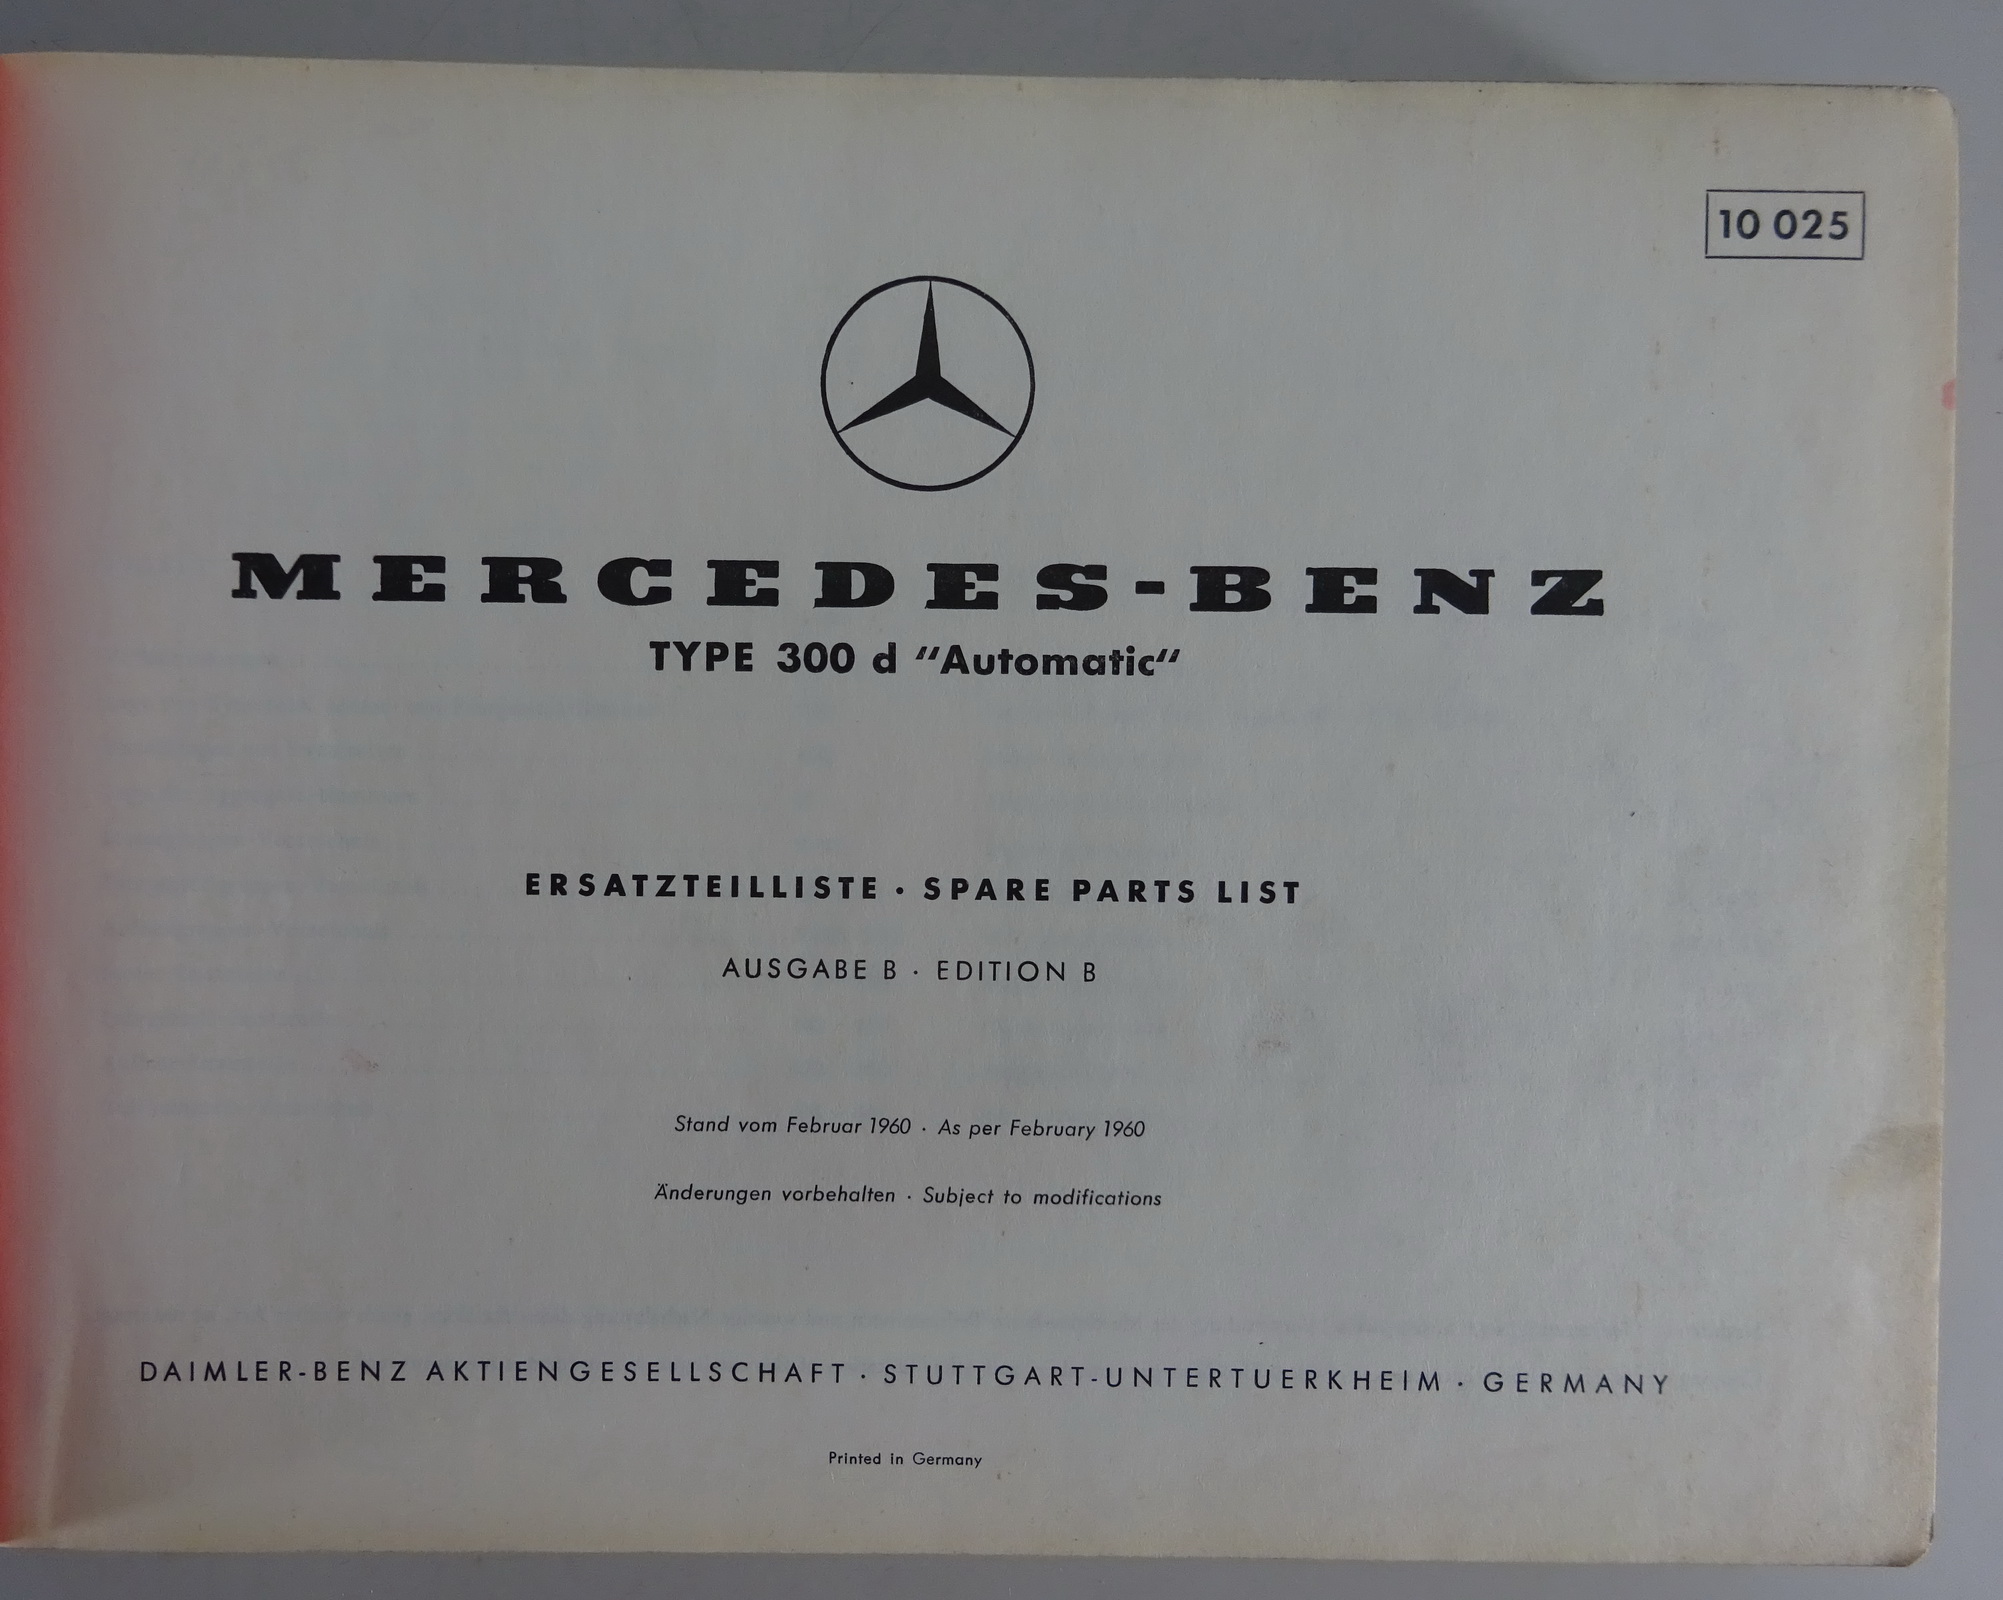 10 025
MERCEDES-BENZ
TYPE 300 d “Automatic“
ERSATZTEILLISTE · SPARE PARTS LIST
AUSGABE B · EDITION B
Stand vom Februar 1960 · As per February 1960
Änderungen vorbehalten · Subject to modifications
DAIMLER-BENZ AKTIENGESELLSCHAFT · STUTTGART-UNTERTUERKHEIM · GERMANY
Printed in Germany